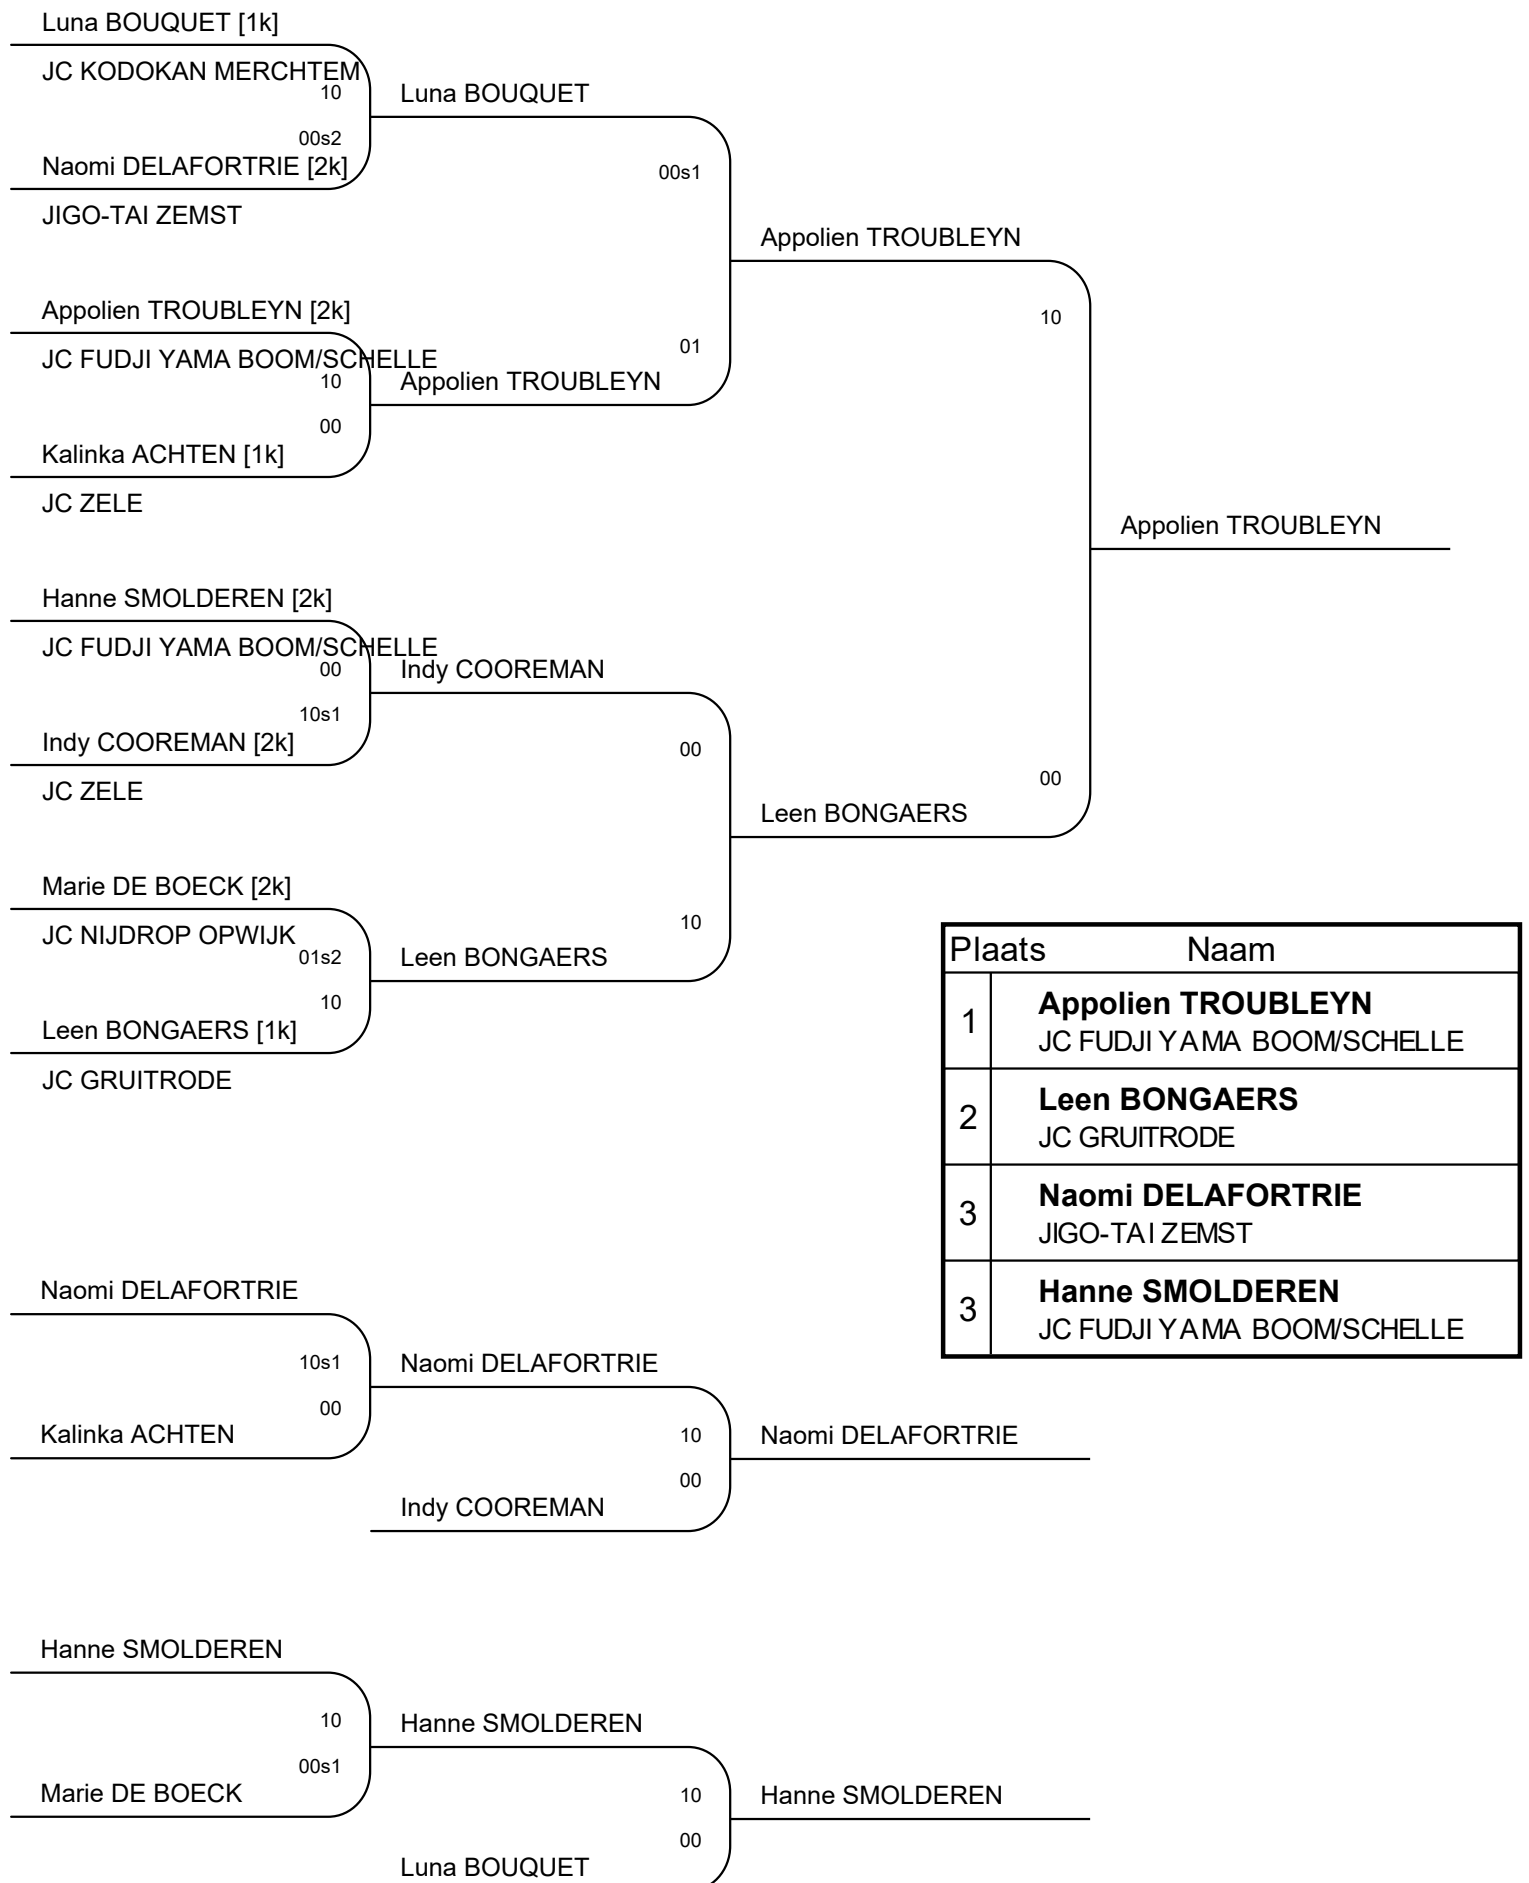 Luna BOUQUET [1k]
JC KODOKAN MERCHTEM
10
Luna BOUQUET
00s2
Naomi DELAFORTRIE [2k]
00s1
JIGO-TAI ZEMST
Appolien TROUBLEYN
Appolien TROUBLEYN [2k]
10
JC FUDJI YAMA BOOM/SCHELLE
01
10
Appolien TROUBLEYN
00
Kalinka ACHTEN [1k]
JC ZELE
Appolien TROUBLEYN
Hanne SMOLDEREN [2k]
JC FUDJI YAMA BOOM/SCHELLE
00
Indy COOREMAN
10s1
Indy COOREMAN [2k]
00
JC ZELE
00
Leen BONGAERS
Marie DE BOECK [2k]
10
JC NIJDROP OPWIJK
01s2
Leen BONGAERS
10
Leen BONGAERS [1k]
JC GRUITRODE
Plaats Naam
1 Appolien TROUBLEYN
JC FUDJI YAMA BOOM/SCHELLE
2 Leen BONGAERS
JC GRUITRODE
3 Naomi DELAFORTRIE
JIGO-TAI ZEMST
3 Hanne SMOLDEREN
JC FUDJI YAMA BOOM/SCHELLE
Naomi DELAFORTRIE
10s1
Naomi DELAFORTRIE
00
Kalinka ACHTEN
10
Naomi DELAFORTRIE
00
Indy COOREMAN
Hanne SMOLDEREN
10
Hanne SMOLDEREN
00s1
Marie DE BOECK
10
Hanne SMOLDEREN
00
Luna BOUQUET